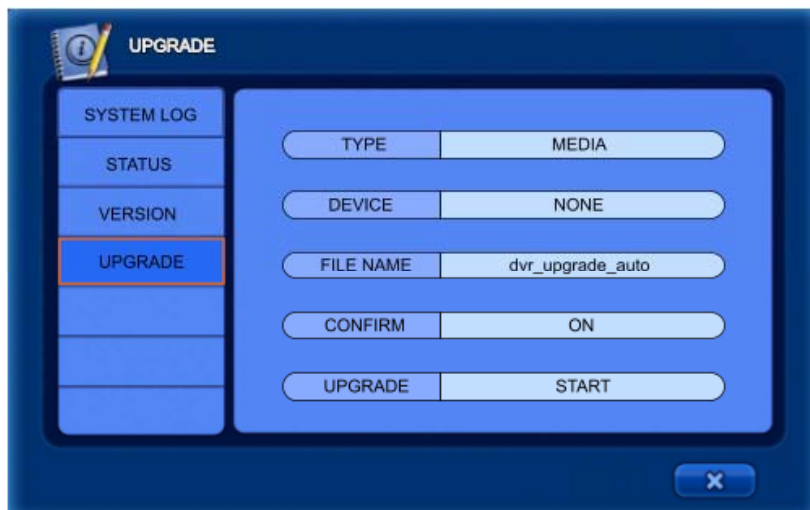 UPGRADE
SYSTEM LOG
STATUS
VERSION
UPGRADE
TYPE MEDIA
DEVICE NONE
FILE NAME dvr_upgrade_auto
CONFIRM ON
UPGRADE START